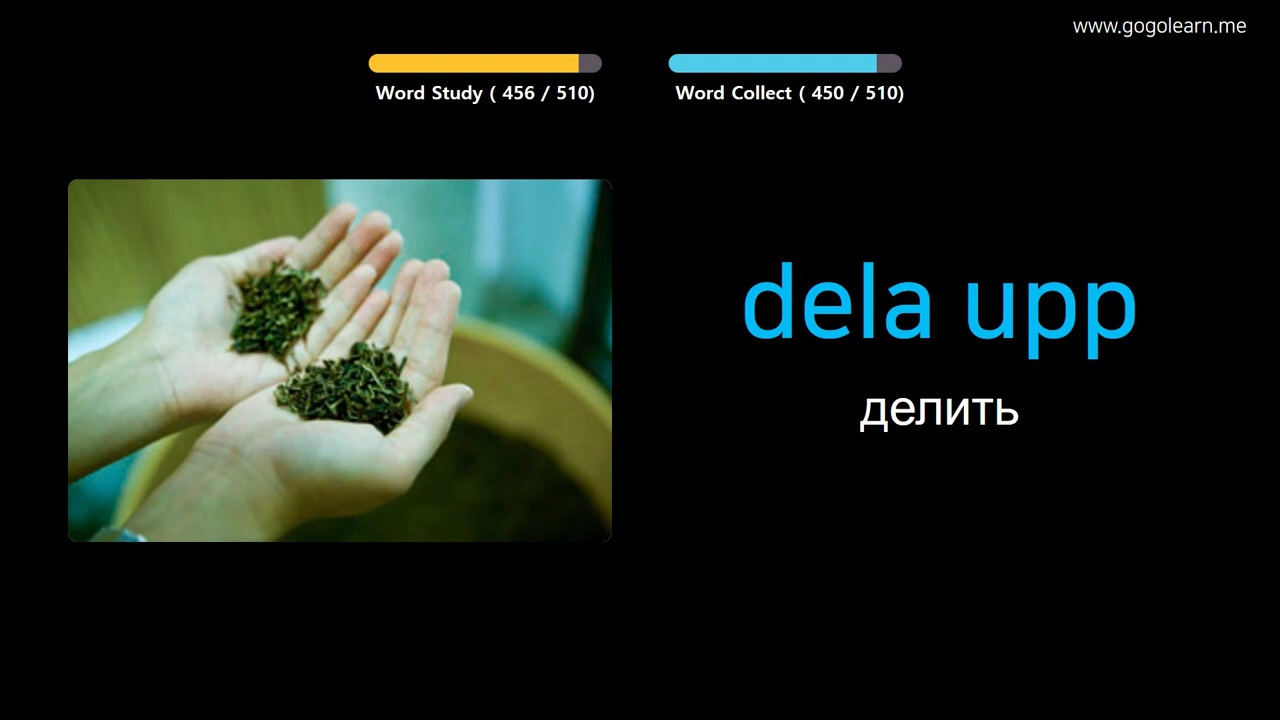 www.gogolearn.me
Word Study ( 456 / 510)
Word Collect ( 450 / 510)
dela upp
делить